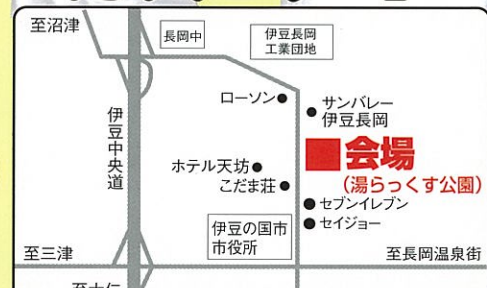 至沼津
長岡中
伊豆長岡
工業団地
ローソン
サンバレー
伊豆長岡
伊豆中央道
会場
(湯らっくす公園)
ホテル天坊
こだま荘
セブンイレブン
セイジョー
伊豆の国市
市役所
至三津
至長岡温泉街